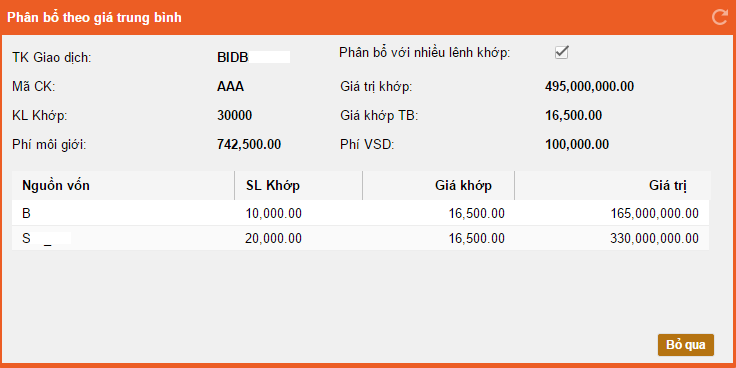 Phân bổ theo giá trung bình
TK Giao dịch: BIDB Phân bổ với nhiều lênh khớp:
Mã CK: AAA Giá trị khớp: 495,000,000.00
KL Khớp: 30000 Giá khớp TB: 16,500.00
Phí môi giới: 742,500.00 Phí VSD: 100,000.00
Nguồn vốn SL Khớp Giá khớp Giá trị
B 10,000.00 16,500.00 165,000,000.00
S _ 20,000.00 16,500.00 330,000,000.00
Bỏ qua